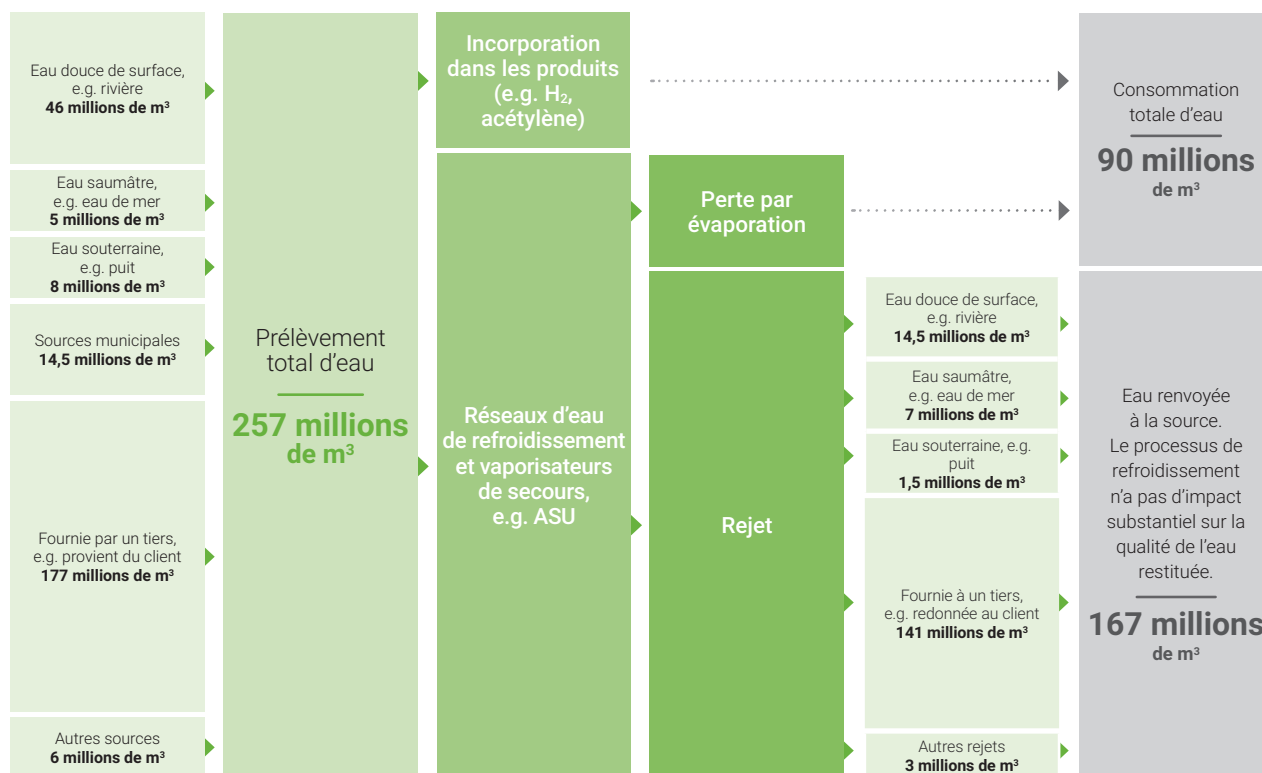 Eau douce de surface,
e.g. rivière
46 millions de m³
Eau saumâtre,
e.g. eau de mer
5 millions de m³
Eau souterraine,
e.g. puit
8 millions de m³
Sources municipales
14,5 millions de m³
Fournie par un tiers,
e.g. provient du client
177 millions de m³
Autres sources
6 millions de m³
Prélèvement
total d’eau
257 millions
de m³
Incorporation
dans les produits
(e.g. H₂,
acétylène)
Réseaux d’eau
de refroidissement
et vaporisateurs
de secours,
e.g. ASU
Perte par
évaporation
Rejet
Eau douce de surface,
e.g. rivière
14,5 millions de m³
Eau saumâtre,
e.g. eau de mer
7 millions de m³
Eau souterraine, e.g.
puit
1,5 millions de m³
Fournie à un tiers,
e.g. redonnée au client
141 millions de m³
Autres rejets
3 millions de m³
Consommation
totale d’eau
90 millions
de m³
Eau renvoyée
à la source.
Le processus de
refroidissement
n’a pas d’impact
substantiel sur la
qualité de l’eau
restituée.
167 millions
de m³